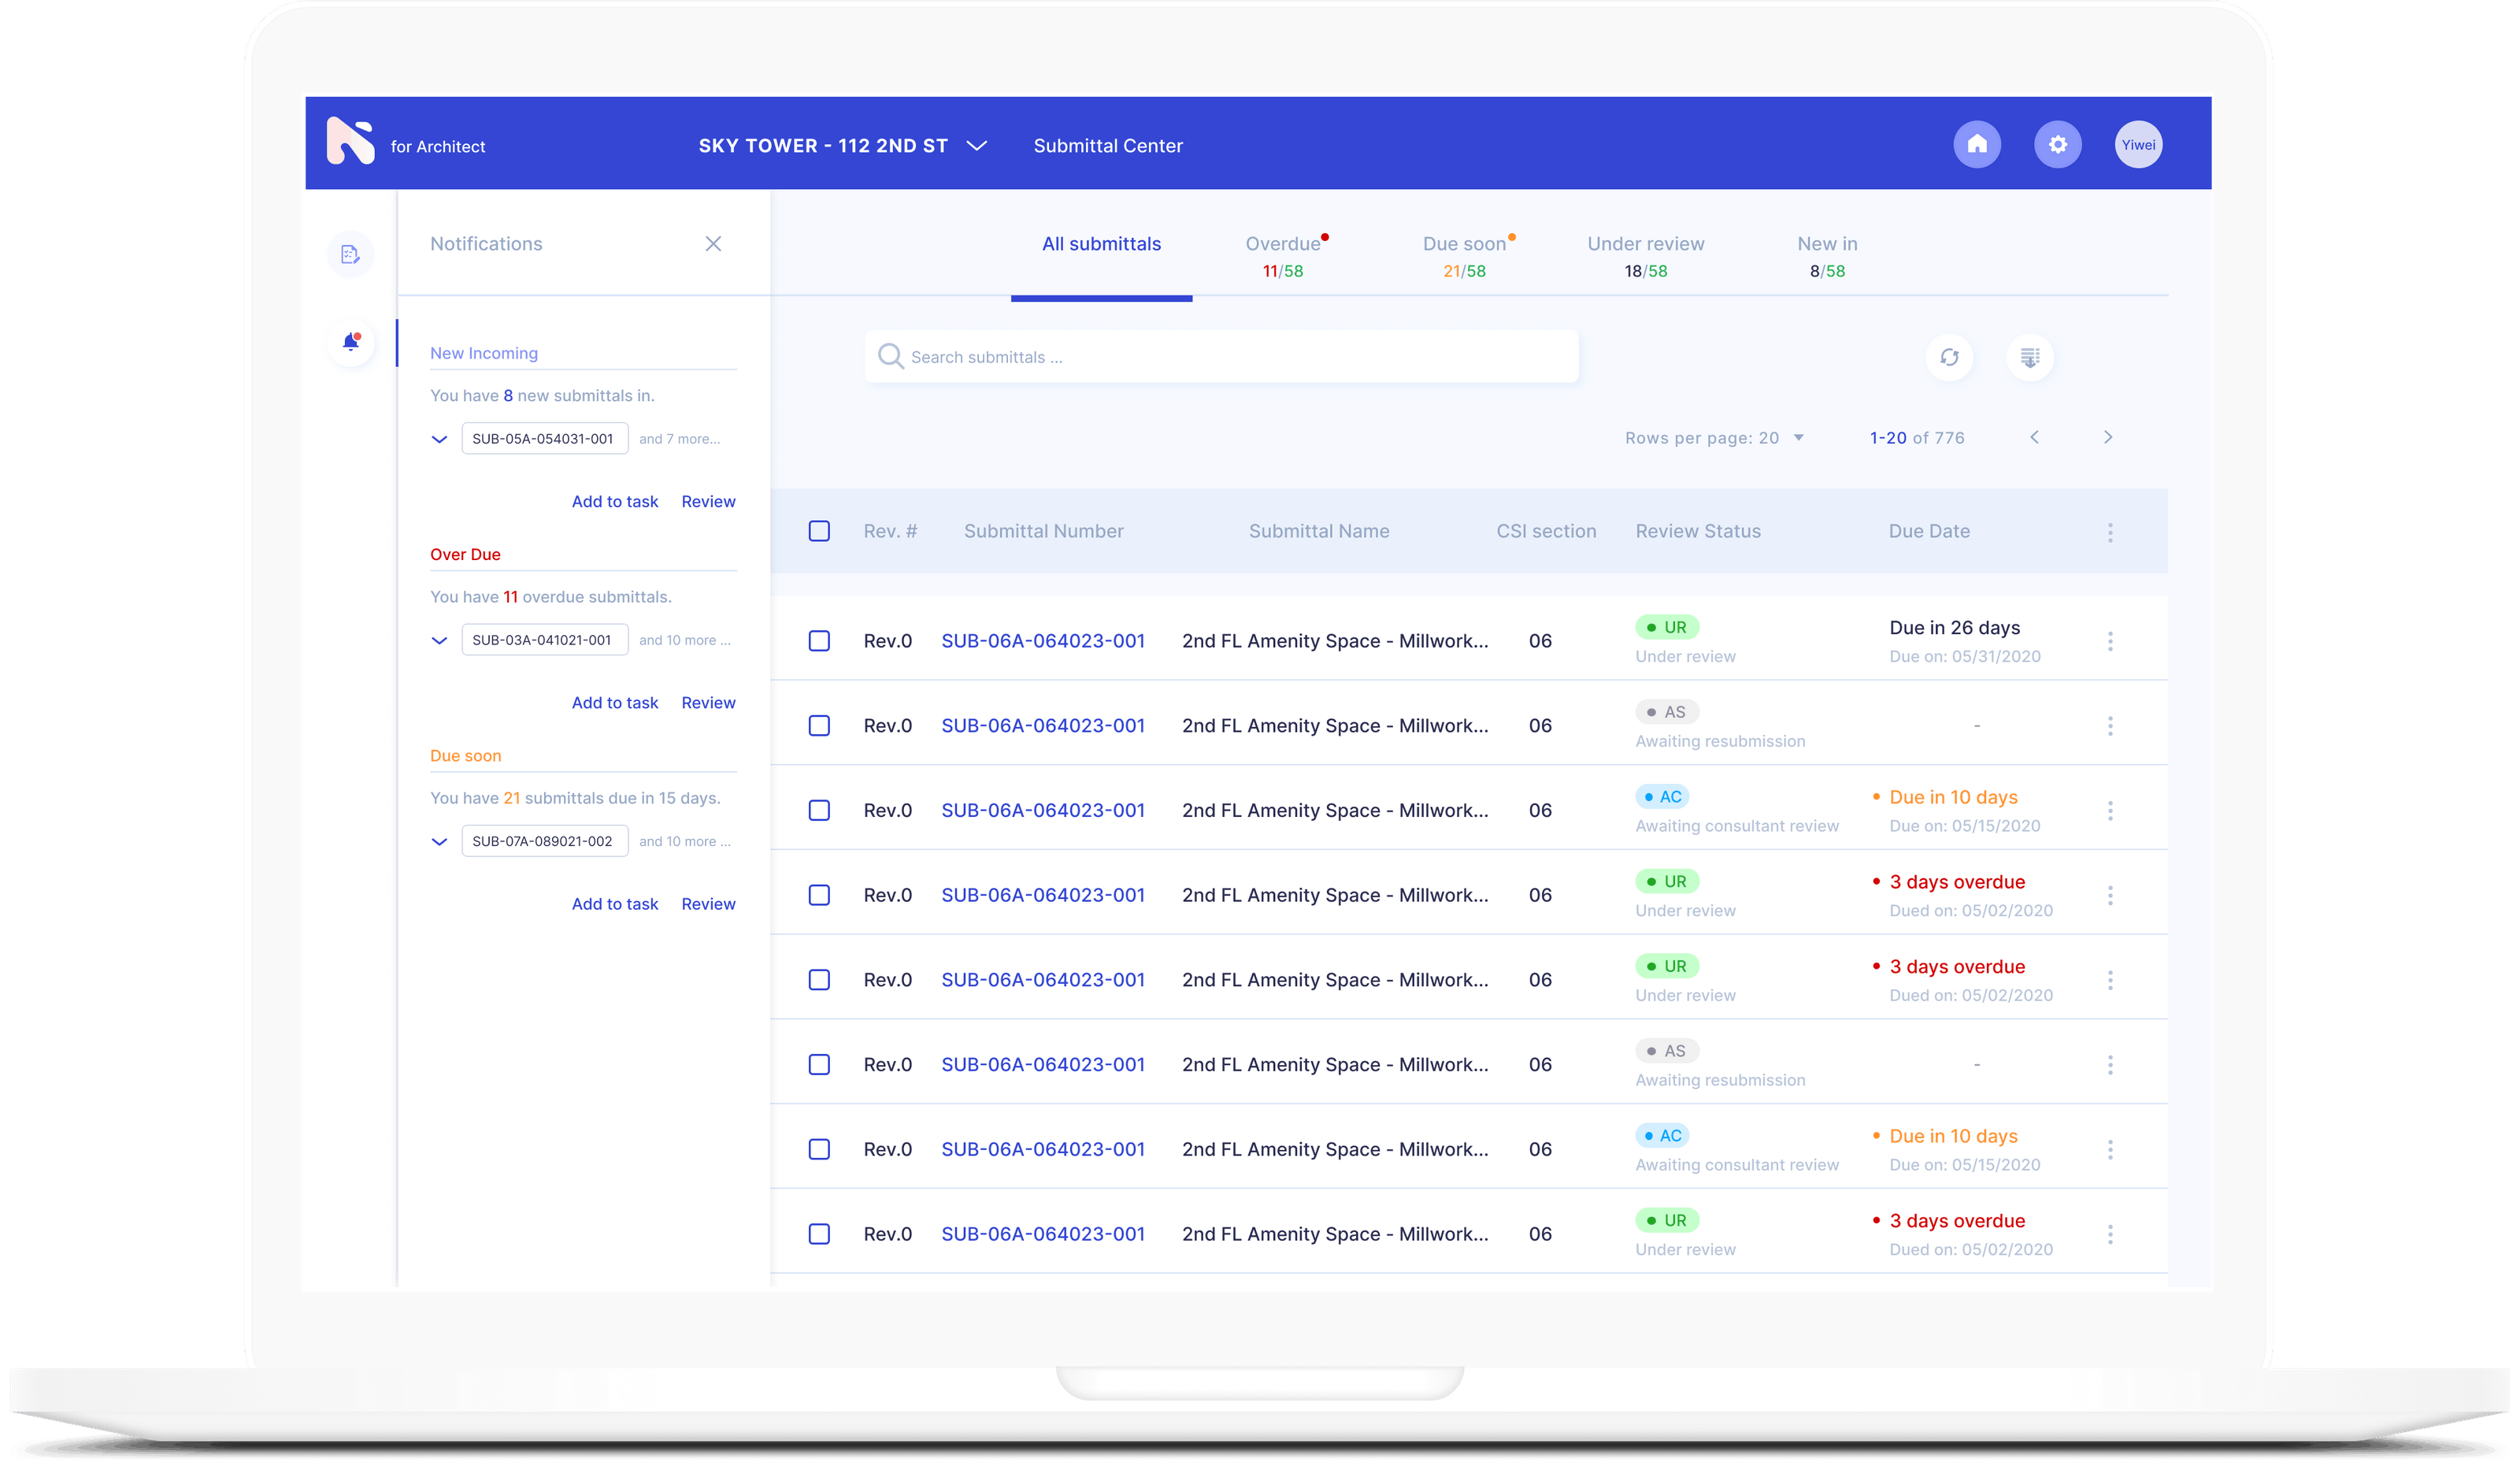 for Architect
SKY TOWER - 112 2ND ST
Submittal Center
Yiwei
Notifications
New Incoming
You have 8 new submittals in.
SUB-05A-054031-001 and 7 more...
Add to task Review
Over Due
You have 11 overdue submittals.
SUB-03A-041021-001 and 10 more ...
Add to task Review
Due soon
You have 21 submittals due in 15 days.
SUB-07A-089021-002 and 10 more ...
Add to task Review
All submittals Overdue Due soon Under review New in
11/58 21/58 18/58 8/58
Search submittals ...
Rows per page: 20 1-20 of 776
Rev. # Submittal Number Submittal Name CSI section Review Status Due Date
Rev.0 SUB-06A-064023-001 2nd FL Amenity Space - Millwork... 06 UR Due in 26 days
Under review Due on: 05/31/2020
Rev.0 SUB-06A-064023-001 2nd FL Amenity Space - Millwork... 06 AS -
Awaiting resubmission
Rev.0 SUB-06A-064023-001 2nd FL Amenity Space - Millwork... 06 AC Due in 10 days
Awaiting consultant review Due on: 05/15/2020
Rev.0 SUB-06A-064023-001 2nd FL Amenity Space - Millwork... 06 UR 3 days overdue
Under review Dued on: 05/02/2020
Rev.0 SUB-06A-064023-001 2nd FL Amenity Space - Millwork... 06 UR 3 days overdue
Under review Dued on: 05/02/2020
Rev.0 SUB-06A-064023-001 2nd FL Amenity Space - Millwork... 06 AS -
Awaiting resubmission
Rev.0 SUB-06A-064023-001 2nd FL Amenity Space - Millwork... 06 AC Due in 10 days
Awaiting consultant review Due on: 05/15/2020
Rev.0 SUB-06A-064023-001 2nd FL Amenity Space - Millwork... 06 UR 3 days overdue
Under review Dued on: 05/02/2020